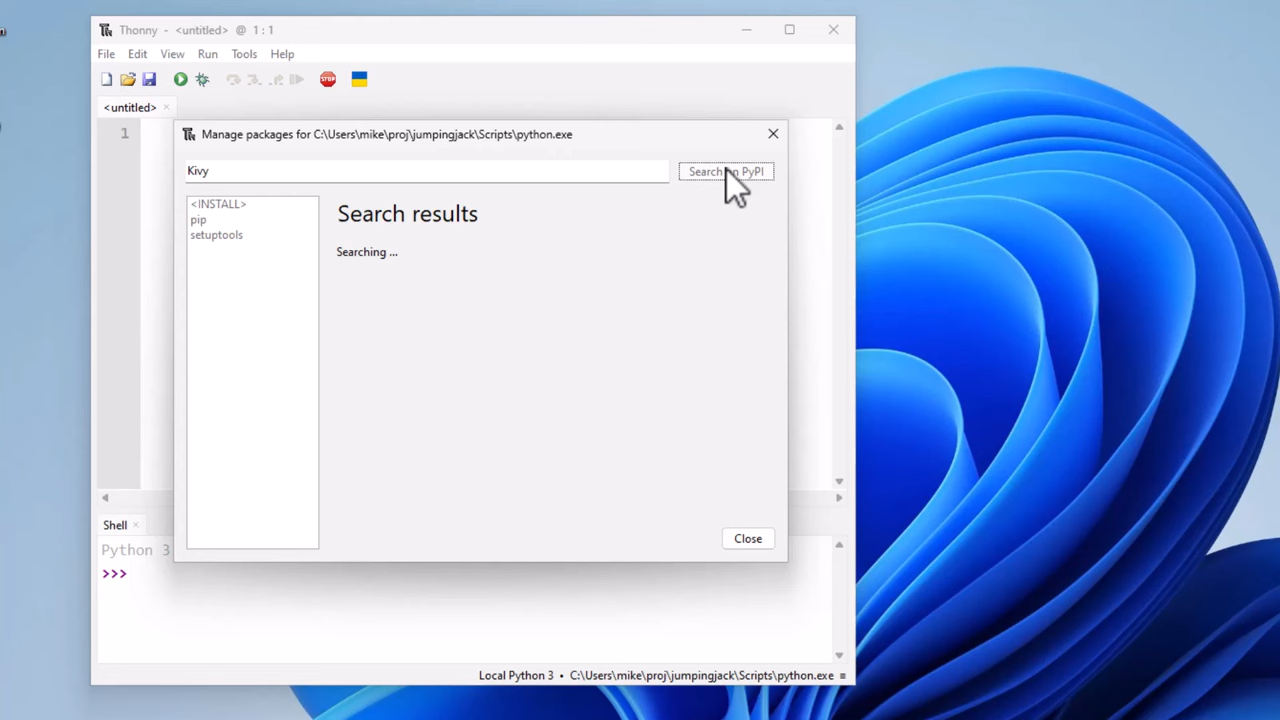 Thonny - <untitled> @ 1 : 1
File Edit View Run Tools Help
STOP
<untitled> ×
1
Manage packages for C:\Users\mike\proj\jumpingjack\Scripts\python.exe
Kivy
Search PyPI
<INSTALL>
pip
setuptools
Search results
Searching ...
Close
Shell ×
Python 3
>>>
Local Python 3 • C:\Users\mike\proj\jumpingjack\Scripts\python.exe ≡